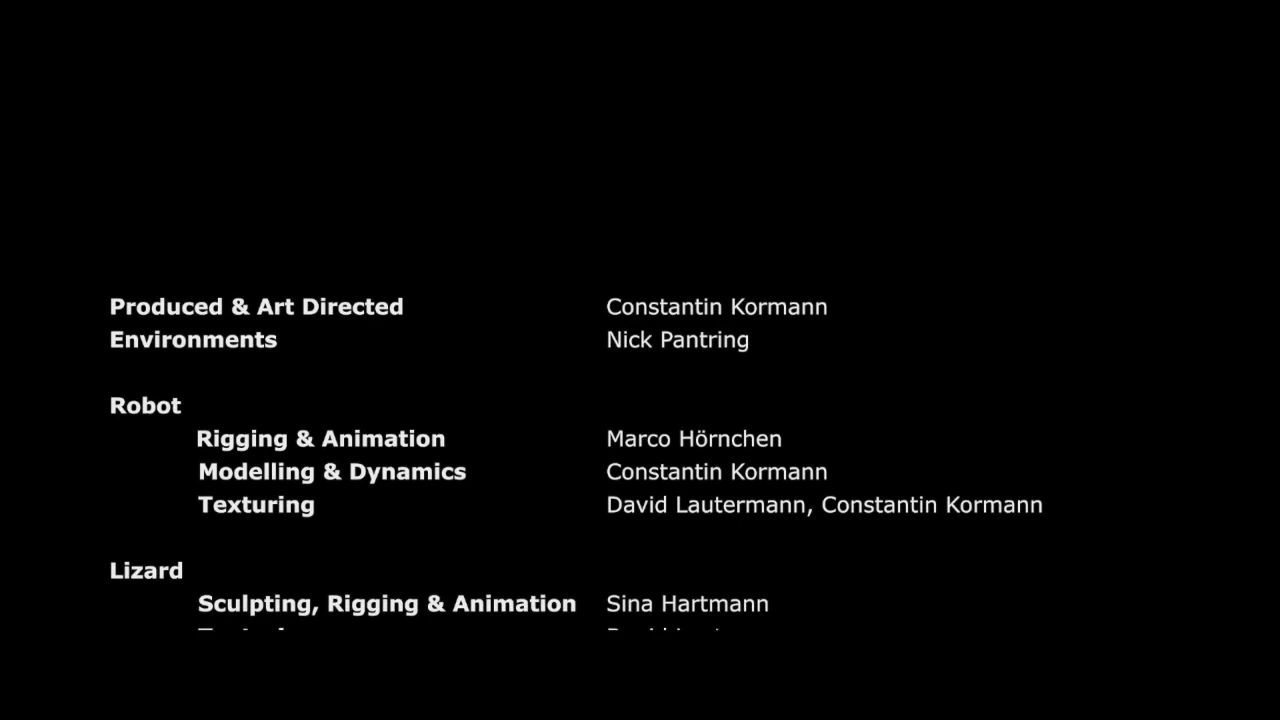 Produced & Art Directed Constantin Kormann
Environments Nick Pantring
Robot
Rigging & Animation Marco Hörnchen
Modelling & Dynamics Constantin Kormann
Texturing David Lautermann, Constantin Kormann
Lizard
Sculpting, Rigging & Animation Sina Hartmann